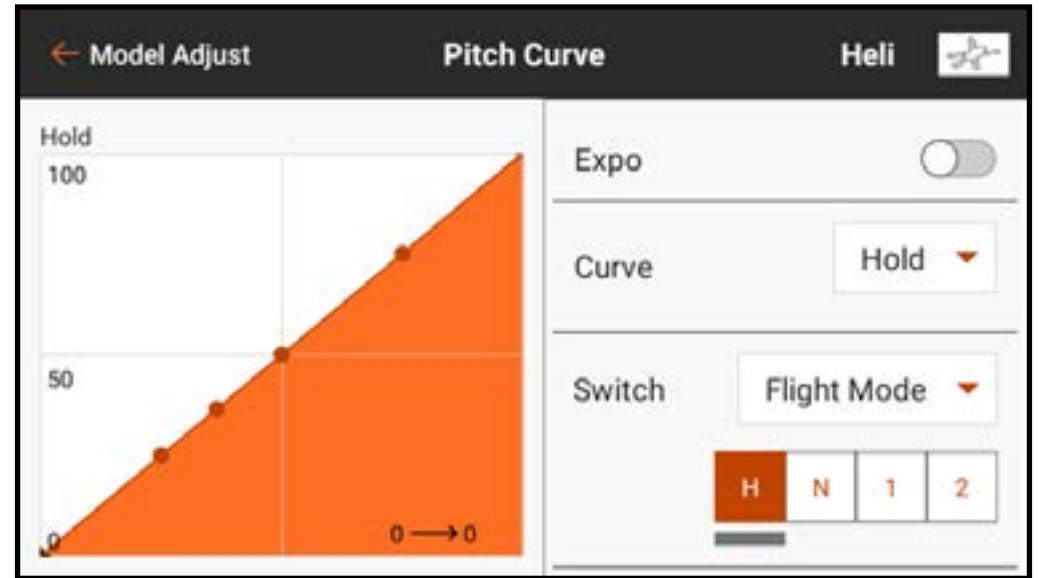 ← Model Adjust
Pitch Curve
Heli
Hold
100
50
0
0 → 0
Expo
Curve
Hold
Switch
Flight Mode
H N 1 2